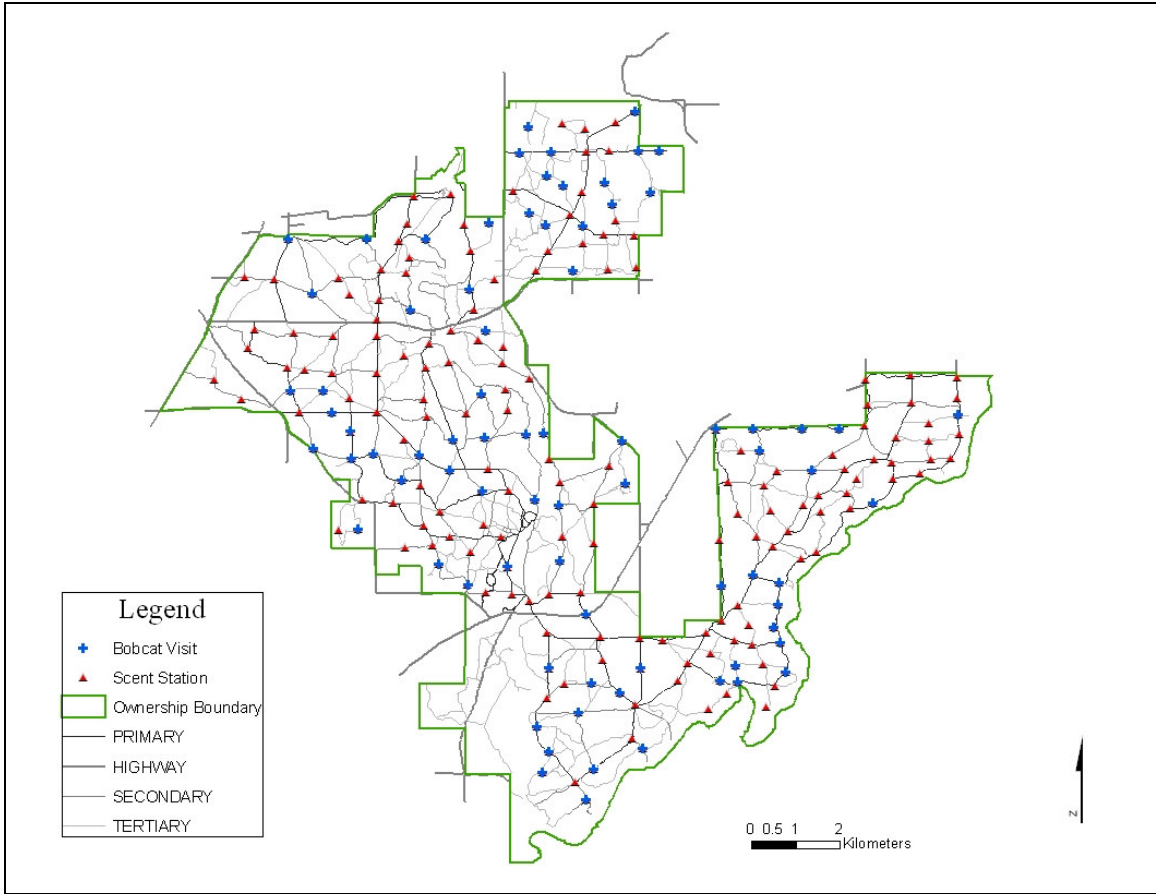 Legend
Bobcat Visit
Scent Station
Ownership Boundary
PRIMARY
HIGHWAY
SECONDARY
TERTIARY
0 0.5 1 2
Kilometers
N